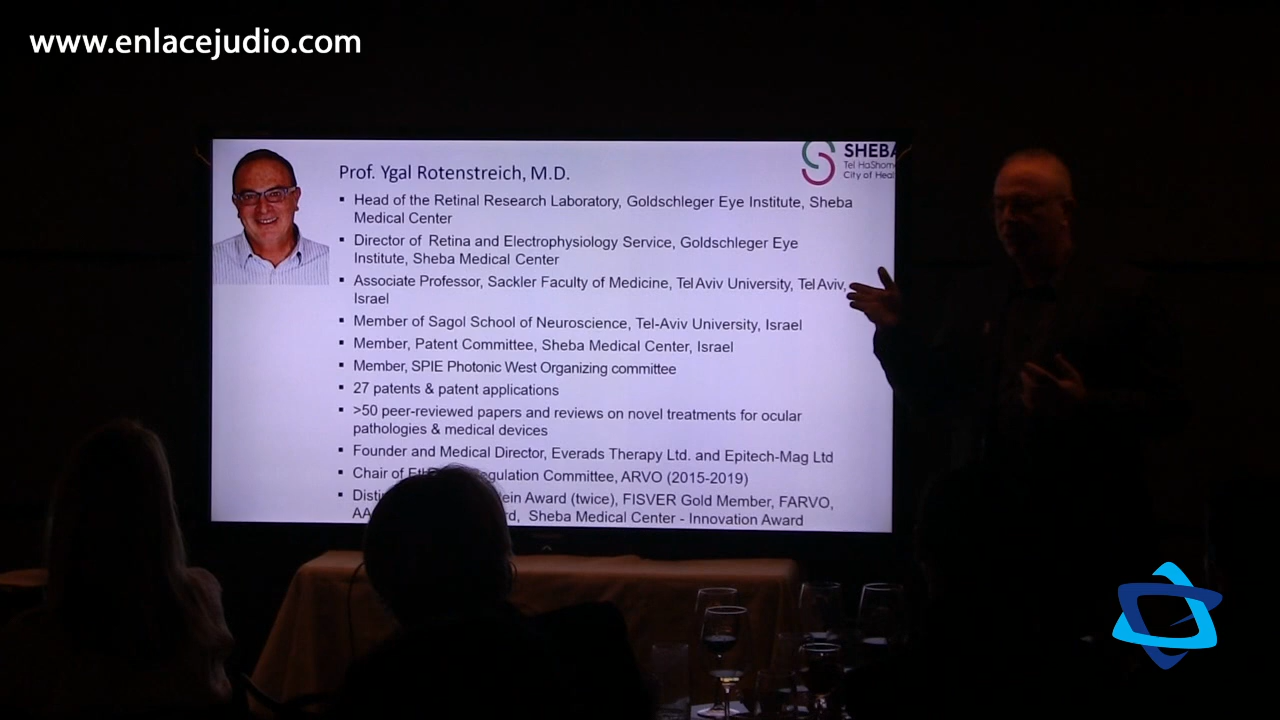 www.enlacejudio.com
SHEBA
Tel HaShom
City of Heal
Prof. Ygal Rotenstreich, M.D.
▪ Head of the Retinal Research Laboratory, Goldschleger Eye Institute, Sheba
Medical Center
▪ Director of Retina and Electrophysiology Service, Goldschleger Eye
Institute, Sheba Medical Center
▪ Associate Professor, Sackler Faculty of Medicine, Tel Aviv University, Tel Aviv,
Israel
▪ Member of Sagol School of Neuroscience, Tel-Aviv University, Israel
▪ Member, Patent Committee, Sheba Medical Center, Israel
▪ Member, SPIE Photonic West Organizing committee
▪ 27 patents & patent applications
▪ >50 peer-reviewed papers and reviews on novel treatments for ocular
pathologies & medical devices
▪ Founder and Medical Director, Everads Therapy Ltd. and Epitech-Mag Ltd
▪ Chair of Regulation Committee, ARVO (2015-2019)
▪ Award (twice), FISVER Gold Member, FARVO,
Sheba Medical Center - Innovation Award